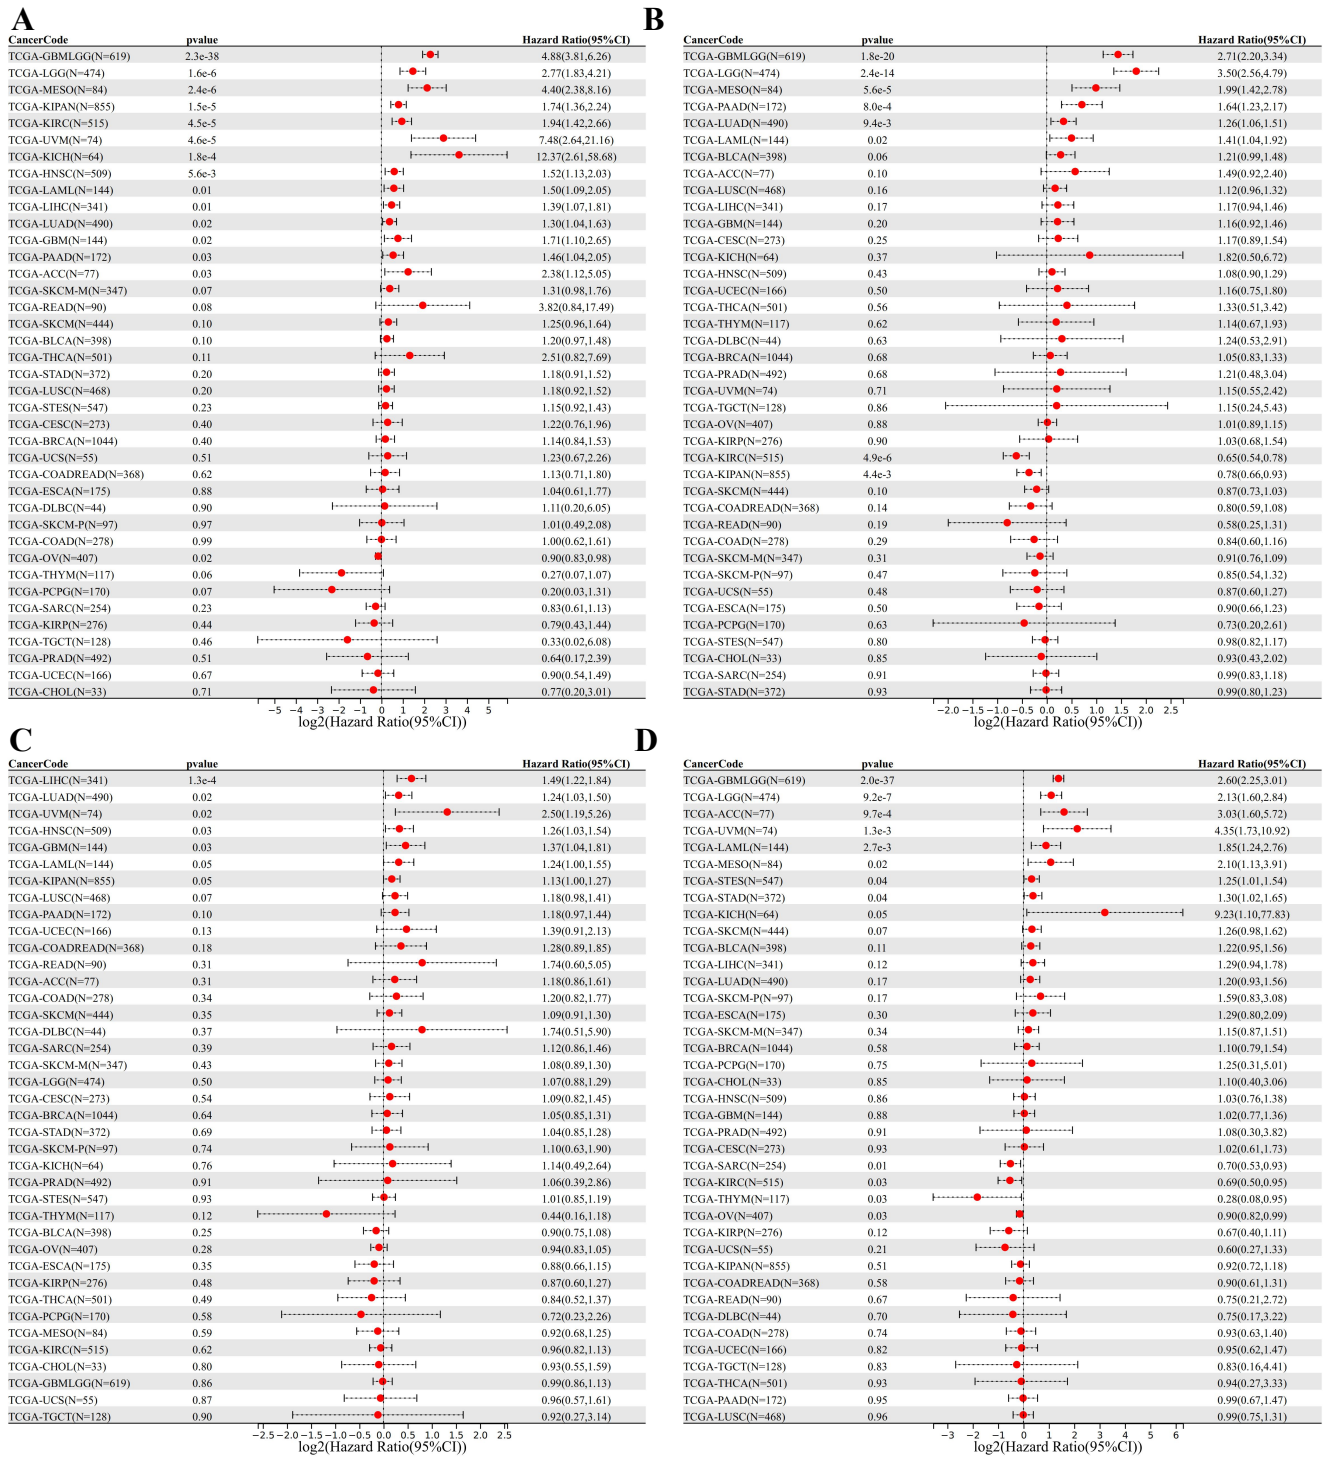 A
CancerCode pvalue Hazard Ratio(95%CI)
TCGA-GBMLGG(N=619) 2.3e-38 4.88(3.81,6.26)
TCGA-LGG(N=474) 1.6e-6 2.77(1.83,4.21)
TCGA-MESO(N=84) 2.4e-6 4.40(2.38,8.16)
TCGA-KIPAN(N=855) 1.5e-5 1.74(1.36,2.24)
TCGA-KIRC(N=515) 4.5e-5 1.94(1.42,2.66)
TCGA-UVM(N=74) 4.6e-5 7.48(2.64,21.16)
TCGA-KICH(N=64) 1.8e-4 12.37(2.61,58.68)
TCGA-HNSC(N=509) 5.6e-3 1.52(1.13,2.03)
TCGA-LAML(N=144) 0.01 1.50(1.09,2.05)
TCGA-LIHC(N=341) 0.01 1.39(1.07,1.81)
TCGA-LUAD(N=490) 0.02 1.30(1.04,1.63)
TCGA-GBM(N=144) 0.02 1.71(1.10,2.65)
TCGA-PAAD(N=172) 0.03 1.46(1.04,2.05)
TCGA-ACC(N=77) 0.03 2.38(1.12,5.05)
TCGA-SKCM-M(N=347) 0.07 1.31(0.98,1.76)
TCGA-READ(N=90) 0.08 3.82(0.84,17.49)
TCGA-SKCM(N=444) 0.10 1.25(0.96,1.64)
TCGA-BLCA(N=398) 0.10 1.20(0.97,1.48)
TCGA-THCA(N=501) 0.11 2.51(0.82,7.69)
TCGA-STAD(N=372) 0.20 1.18(0.91,1.52)
TCGA-LUSC(N=468) 0.20 1.18(0.92,1.52)
TCGA-STES(N=547) 0.23 1.15(0.92,1.43)
TCGA-CESC(N=273) 0.40 1.22(0.76,1.96)
TCGA-BRCA(N=1044) 0.40 1.14(0.84,1.53)
TCGA-UCS(N=55) 0.51 1.23(0.67,2.26)
TCGA-COADREAD(N=368) 0.62 1.13(0.71,1.80)
TCGA-ESCA(N=175) 0.88 1.04(0.61,1.77)
TCGA-DLBC(N=44) 0.90 1.11(0.20,6.05)
TCGA-SKCM-P(N=97) 0.97 1.01(0.49,2.08)
TCGA-COAD(N=278) 0.99 1.00(0.62,1.61)
TCGA-OV(N=407) 0.02 0.90(0.83,0.98)
TCGA-THYM(N=117) 0.06 0.27(0.07,1.07)
TCGA-PCPG(N=170) 0.07 0.20(0.03,1.31)
TCGA-SARC(N=254) 0.23 0.83(0.61,1.13)
TCGA-KIRP(N=276) 0.44 0.79(0.43,1.44)
TCGA-TGCT(N=128) 0.46 0.33(0.02,6.08)
TCGA-PRAD(N=492) 0.51 0.64(0.17,2.39)
TCGA-UCEC(N=166) 0.67 0.90(0.54,1.49)
TCGA-CHOL(N=33) 0.71 0.77(0.20,3.01)
−5 −4 −3 −2 −1 0 1 2 3 4 5
log2(Hazard Ratio(95%CI))
B
CancerCode pvalue Hazard Ratio(95%CI)
TCGA-GBMLGG(N=619) 1.8e-20 2.71(2.20,3.34)
TCGA-LGG(N=474) 2.4e-14 3.50(2.56,4.79)
TCGA-MESO(N=84) 5.6e-5 1.99(1.42,2.78)
TCGA-PAAD(N=172) 8.0e-4 1.64(1.23,2.17)
TCGA-LUAD(N=490) 9.4e-3 1.26(1.06,1.51)
TCGA-LAML(N=144) 0.02 1.41(1.04,1.92)
TCGA-BLCA(N=398) 0.06 1.21(0.99,1.48)
TCGA-ACC(N=77) 0.10 1.49(0.92,2.40)
TCGA-LUSC(N=468) 0.16 1.12(0.96,1.32)
TCGA-LIHC(N=341) 0.17 1.17(0.94,1.46)
TCGA-GBM(N=144) 0.20 1.16(0.92,1.46)
TCGA-CESC(N=273) 0.25 1.17(0.89,1.54)
TCGA-KICH(N=64) 0.37 1.82(0.50,6.72)
TCGA-HNSC(N=509) 0.43 1.08(0.90,1.29)
TCGA-UCEC(N=166) 0.50 1.16(0.75,1.80)
TCGA-THCA(N=501) 0.56 1.33(0.51,3.42)
TCGA-THYM(N=117) 0.62 1.14(0.67,1.93)
TCGA-DLBC(N=44) 0.63 1.24(0.53,2.91)
TCGA-BRCA(N=1044) 0.68 1.05(0.83,1.33)
TCGA-PRAD(N=492) 0.68 1.21(0.48,3.04)
TCGA-UVM(N=74) 0.71 1.15(0.55,2.42)
TCGA-TGCT(N=128) 0.86 1.15(0.24,5.43)
TCGA-OV(N=407) 0.88 1.01(0.89,1.15)
TCGA-KIRP(N=276) 0.90 1.03(0.68,1.54)
TCGA-KIRC(N=515) 4.9e-6 0.65(0.54,0.78)
TCGA-KIPAN(N=855) 4.4e-3 0.78(0.66,0.93)
TCGA-SKCM(N=444) 0.10 0.87(0.73,1.03)
TCGA-COADREAD(N=368) 0.14 0.80(0.59,1.08)
TCGA-READ(N=90) 0.19 0.58(0.25,1.31)
TCGA-COAD(N=278) 0.29 0.84(0.60,1.16)
TCGA-SKCM-M(N=347) 0.31 0.91(0.76,1.09)
TCGA-SKCM-P(N=97) 0.47 0.85(0.54,1.32)
TCGA-UCS(N=55) 0.48 0.87(0.60,1.27)
TCGA-ESCA(N=175) 0.50 0.90(0.66,1.23)
TCGA-PCPG(N=170) 0.63 0.73(0.20,2.61)
TCGA-STES(N=547) 0.80 0.98(0.82,1.17)
TCGA-CHOL(N=33) 0.85 0.93(0.43,2.02)
TCGA-SARC(N=254) 0.91 0.99(0.83,1.18)
TCGA-STAD(N=372) 0.93 0.99(0.80,1.23)
−2.0 −1.5 −1.0 −0.5 0.0 0.5 1.0 1.5 2.0 2.5
log2(Hazard Ratio(95%CI))
C
CancerCode pvalue Hazard Ratio(95%CI)
TCGA-LIHC(N=341) 1.3e-4 1.49(1.22,1.84)
TCGA-LUAD(N=490) 0.02 1.24(1.03,1.50)
TCGA-UVM(N=74) 0.02 2.50(1.19,5.26)
TCGA-HNSC(N=509) 0.03 1.26(1.03,1.54)
TCGA-GBM(N=144) 0.03 1.37(1.04,1.81)
TCGA-LAML(N=144) 0.05 1.24(1.00,1.55)
TCGA-KIPAN(N=855) 0.05 1.13(1.00,1.27)
TCGA-LUSC(N=468) 0.07 1.18(0.98,1.41)
TCGA-PAAD(N=172) 0.10 1.18(0.97,1.44)
TCGA-UCEC(N=166) 0.13 1.39(0.91,2.13)
TCGA-COADREAD(N=368) 0.18 1.28(0.89,1.85)
TCGA-READ(N=90) 0.31 1.74(0.60,5.05)
TCGA-ACC(N=77) 0.31 1.18(0.86,1.61)
TCGA-COAD(N=278) 0.34 1.20(0.82,1.77)
TCGA-SKCM(N=444) 0.35 1.09(0.91,1.30)
TCGA-DLBC(N=44) 0.37 1.74(0.51,5.90)
TCGA-SARC(N=254) 0.39 1.12(0.86,1.46)
TCGA-SKCM-M(N=347) 0.43 1.08(0.89,1.30)
TCGA-LGG(N=474) 0.50 1.07(0.88,1.29)
TCGA-CESC(N=273) 0.54 1.09(0.82,1.45)
TCGA-BRCA(N=1044) 0.64 1.05(0.85,1.31)
TCGA-STAD(N=372) 0.69 1.04(0.85,1.28)
TCGA-SKCM-P(N=97) 0.74 1.10(0.63,1.90)
TCGA-KICH(N=64) 0.76 1.14(0.49,2.64)
TCGA-PRAD(N=492) 0.91 1.06(0.39,2.86)
TCGA-STES(N=547) 0.93 1.01(0.85,1.19)
TCGA-THYM(N=117) 0.12 0.44(0.16,1.18)
TCGA-BLCA(N=398) 0.25 0.90(0.75,1.08)
TCGA-OV(N=407) 0.28 0.94(0.83,1.05)
TCGA-ESCA(N=175) 0.35 0.88(0.66,1.15)
TCGA-KIRP(N=276) 0.48 0.87(0.60,1.27)
TCGA-THCA(N=501) 0.49 0.84(0.52,1.37)
TCGA-PCPG(N=170) 0.58 0.72(0.23,2.26)
TCGA-MESO(N=84) 0.59 0.92(0.68,1.25)
TCGA-KIRC(N=515) 0.62 0.96(0.82,1.13)
TCGA-CHOL(N=33) 0.80 0.93(0.55,1.59)
TCGA-GBMLGG(N=619) 0.86 0.99(0.86,1.13)
TCGA-UCS(N=55) 0.87 0.96(0.57,1.61)
TCGA-TGCT(N=128) 0.90 0.92(0.27,3.14)
−2.5 −2.0 −1.5 −1.0 −0.5 0.0 0.5 1.0 1.5 2.0 2.5
log2(Hazard Ratio(95%CI))
D
CancerCode pvalue Hazard Ratio(95%CI)
TCGA-GBMLGG(N=619) 2.0e-37 2.60(2.25,3.01)
TCGA-LGG(N=474) 9.2e-7 2.13(1.60,2.84)
TCGA-ACC(N=77) 9.7e-4 3.03(1.60,5.72)
TCGA-UVM(N=74) 1.3e-3 4.35(1.73,10.92)
TCGA-LAML(N=144) 2.7e-3 1.85(1.24,2.76)
TCGA-MESO(N=84) 0.02 2.10(1.13,3.91)
TCGA-STES(N=547) 0.04 1.25(1.01,1.54)
TCGA-STAD(N=372) 0.04 1.30(1.02,1.65)
TCGA-KICH(N=64) 0.05 9.23(1.10,77.83)
TCGA-SKCM(N=444) 0.07 1.26(0.98,1.62)
TCGA-BLCA(N=398) 0.11 1.22(0.95,1.56)
TCGA-LIHC(N=341) 0.12 1.29(0.94,1.78)
TCGA-LUAD(N=490) 0.17 1.20(0.93,1.56)
TCGA-SKCM-P(N=97) 0.17 1.59(0.83,3.08)
TCGA-ESCA(N=175) 0.30 1.29(0.80,2.09)
TCGA-SKCM-M(N=347) 0.34 1.15(0.87,1.51)
TCGA-BRCA(N=1044) 0.58 1.10(0.79,1.54)
TCGA-PCPG(N=170) 0.75 1.25(0.31,5.01)
TCGA-CHOL(N=33) 0.85 1.10(0.40,3.06)
TCGA-HNSC(N=509) 0.86 1.03(0.76,1.38)
TCGA-GBM(N=144) 0.88 1.02(0.77,1.36)
TCGA-PRAD(N=492) 0.91 1.08(0.30,3.82)
TCGA-CESC(N=273) 0.93 1.02(0.61,1.73)
TCGA-SARC(N=254) 0.01 0.70(0.53,0.93)
TCGA-KIRC(N=515) 0.03 0.69(0.50,0.95)
TCGA-THYM(N=117) 0.03 0.28(0.08,0.95)
TCGA-OV(N=407) 0.03 0.90(0.82,0.99)
TCGA-KIRP(N=276) 0.12 0.67(0.40,1.11)
TCGA-UCS(N=55) 0.21 0.60(0.27,1.33)
TCGA-KIPAN(N=855) 0.51 0.92(0.72,1.18)
TCGA-COADREAD(N=368) 0.58 0.90(0.61,1.31)
TCGA-READ(N=90) 0.67 0.75(0.21,2.72)
TCGA-DLBC(N=44) 0.70 0.75(0.17,3.22)
TCGA-COAD(N=278) 0.74 0.93(0.63,1.40)
TCGA-UCEC(N=166) 0.82 0.95(0.62,1.47)
TCGA-TGCT(N=128) 0.83 0.83(0.16,4.41)
TCGA-THCA(N=501) 0.93 0.94(0.27,3.33)
TCGA-PAAD(N=172) 0.95 0.99(0.67,1.47)
TCGA-LUSC(N=468) 0.96 0.99(0.75,1.31)
−3 −2 −1 0 1 2 3 4 5 6
log2(Hazard Ratio(95%CI))